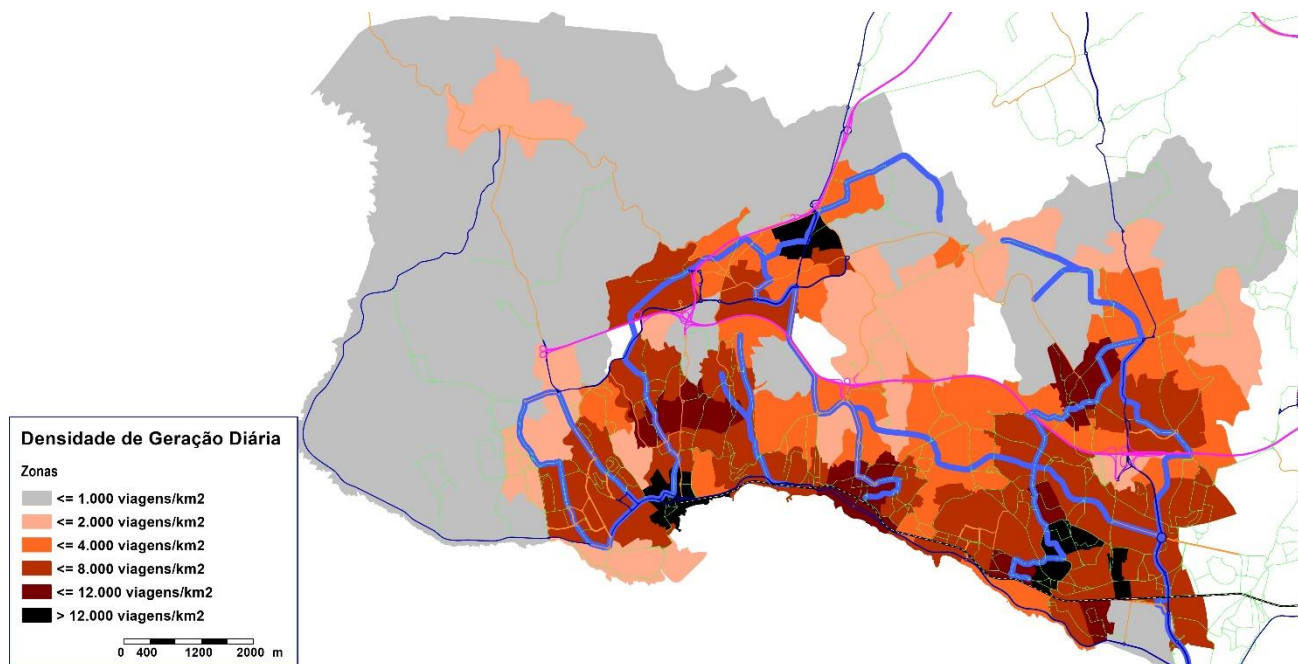 Densidade de Geração Diária
Zonas
<= 1.000 viagens/km2
<= 2.000 viagens/km2
<= 4.000 viagens/km2
<= 8.000 viagens/km2
<= 12.000 viagens/km2
> 12.000 viagens/km2
0 400 1200 2000 m